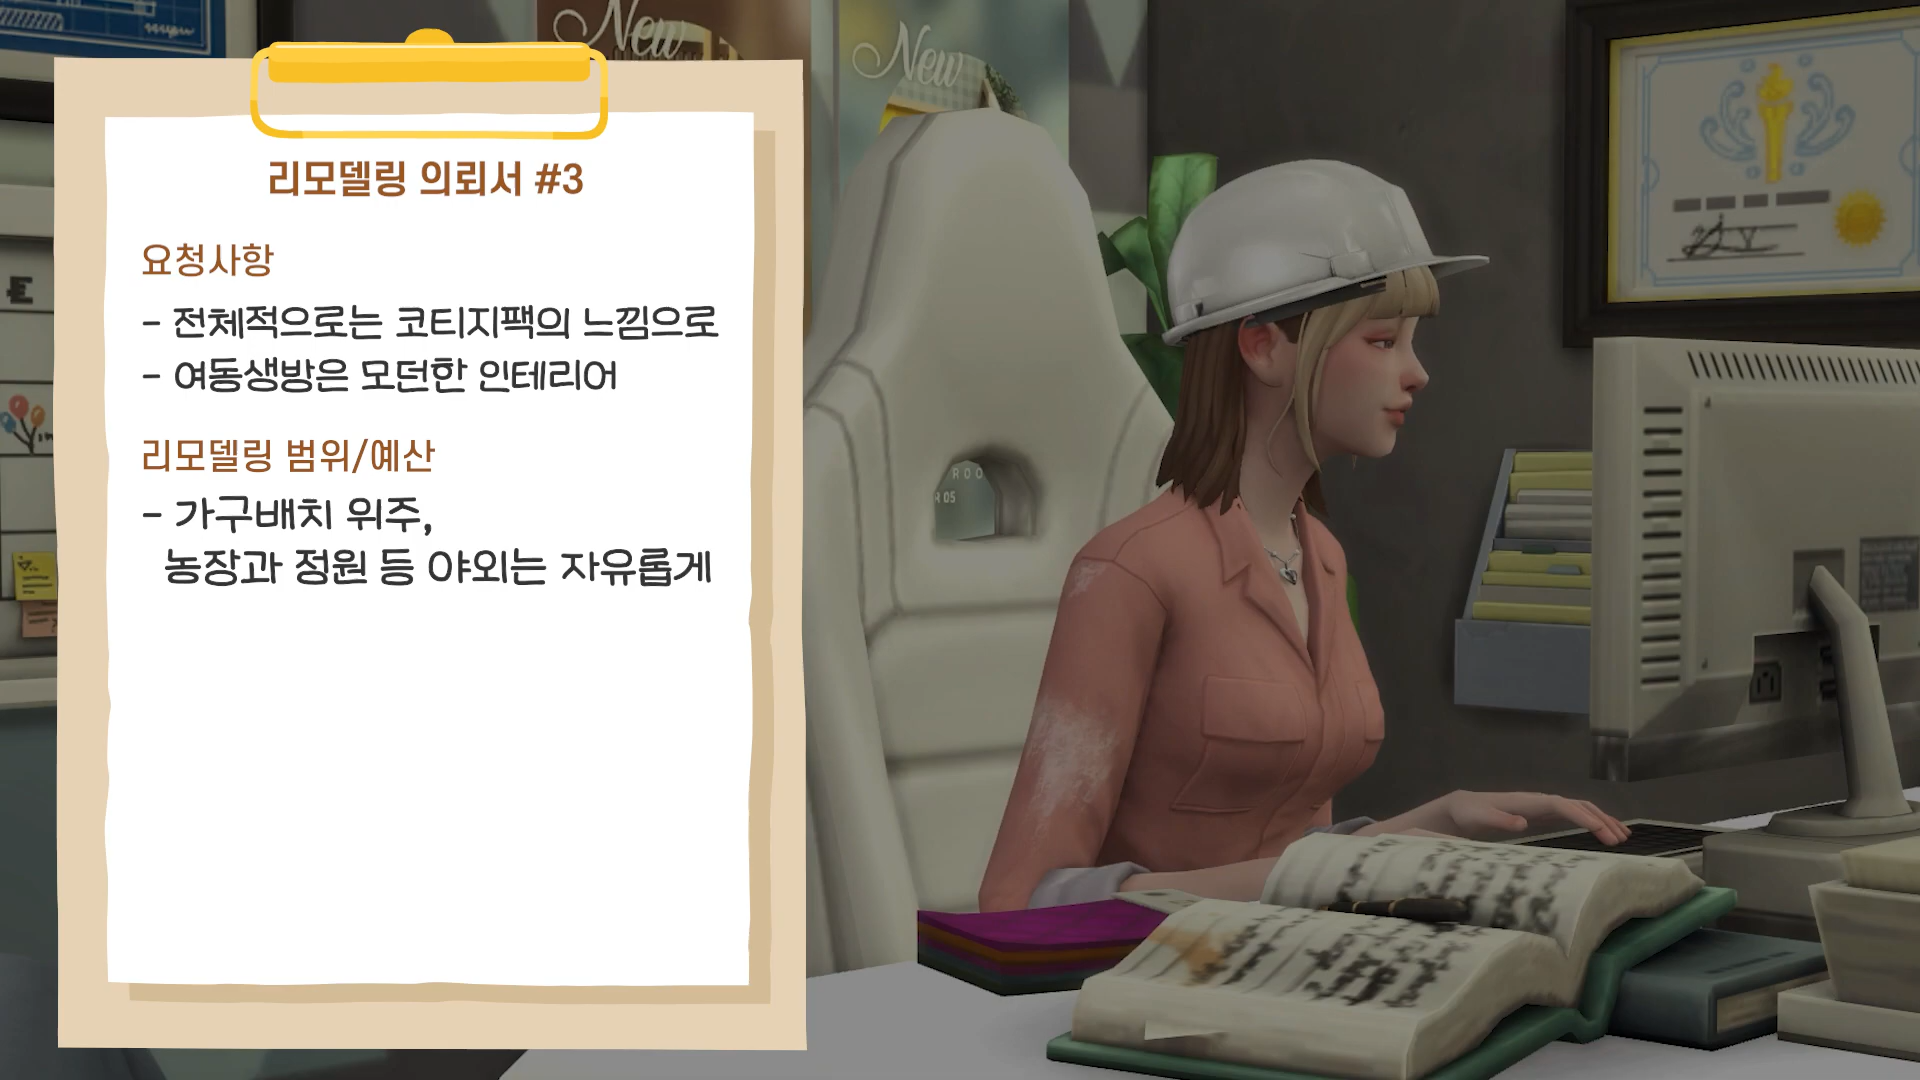 리모델링 의뢰서 #3
요청사항
- 전체적으로는 코티지팩의 느낌으로
- 여동생방은 모던한 인테리어
리모델링 범위/예산
- 가구배치 위주,
농장과 정원 등 야외는 자유롭게
New
New